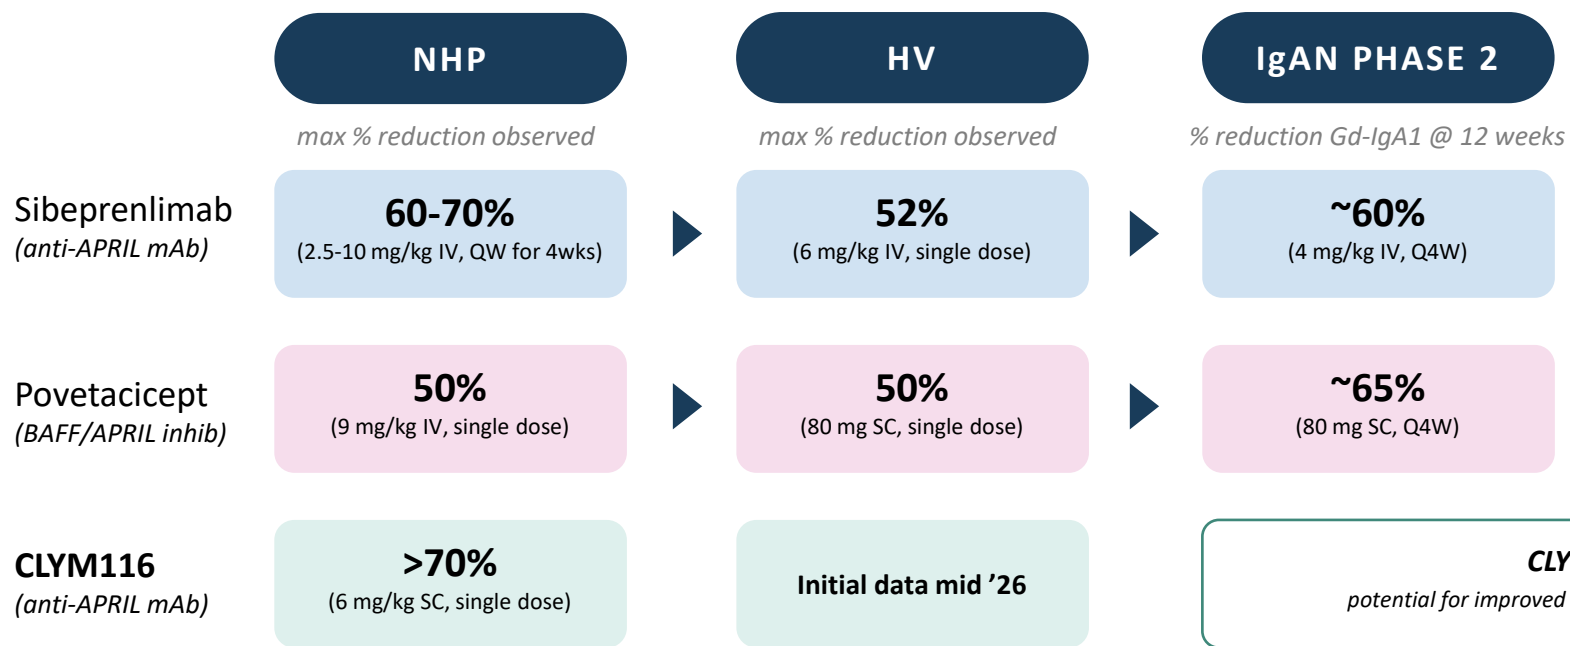 NHP
HV
IgAN PHASE 2
max % reduction observed
max % reduction observed
% reduction Gd-IgA1 @ 12 weeks
Sibeprenlimab
(anti-APRIL mAb)
60-70%
(2.5-10 mg/kg IV, QW for 4wks)
52%
(6 mg/kg IV, single dose)
~60%
(4 mg/kg IV, Q4W)
Povetacicept
(BAFF/APRIL inhib)
50%
(9 mg/kg IV, single dose)
50%
(80 mg SC, single dose)
~65%
(80 mg SC, Q4W)
CLYM116
(anti-APRIL mAb)
>70%
(6 mg/kg SC, single dose)
Initial data mid ’26
CLY
potential for improved